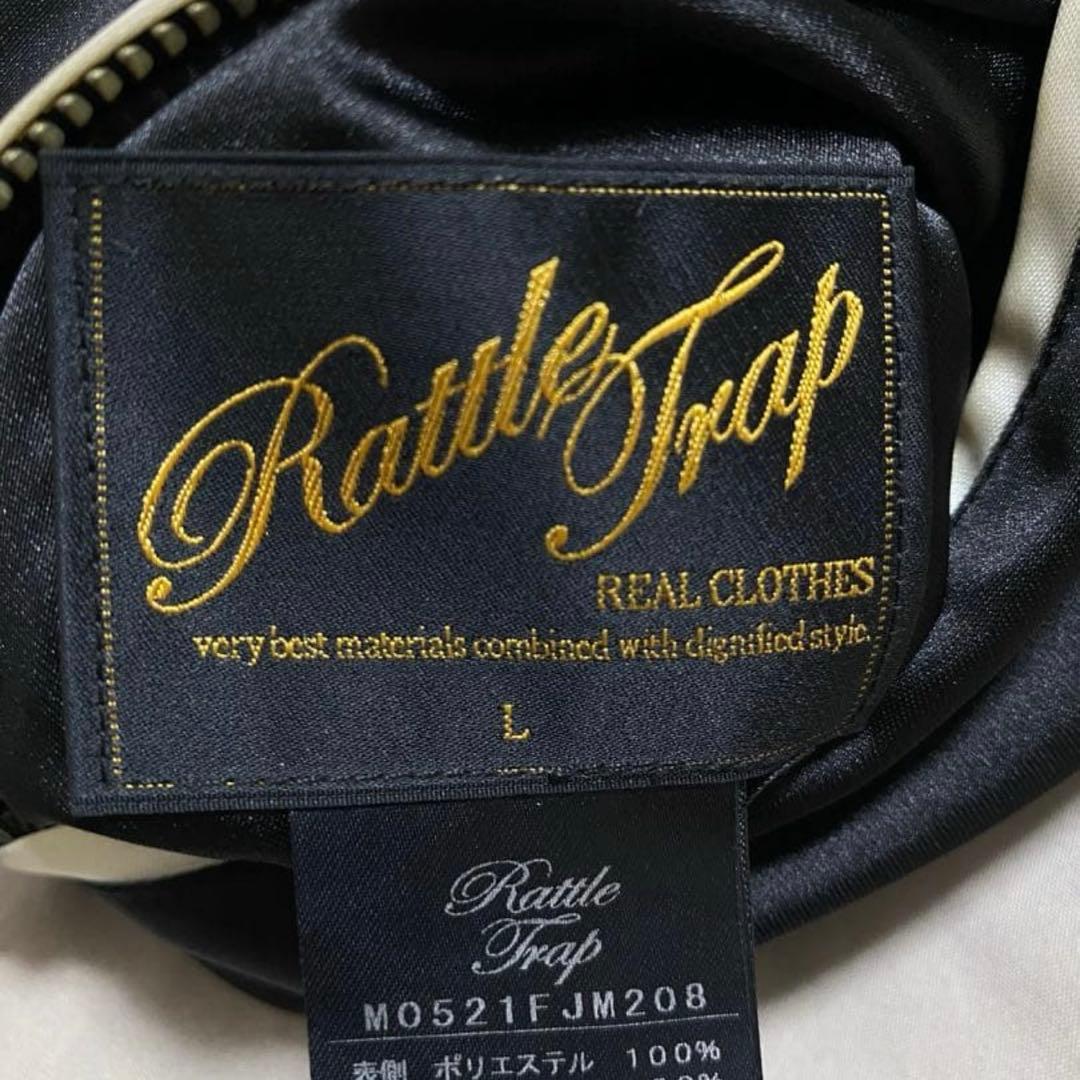 Rattle Trap
REAL CLOTHES
very best materials combined with dignified style.
L
Rattle
Trap
M0521FJM208
表側 ポリエステル 100%